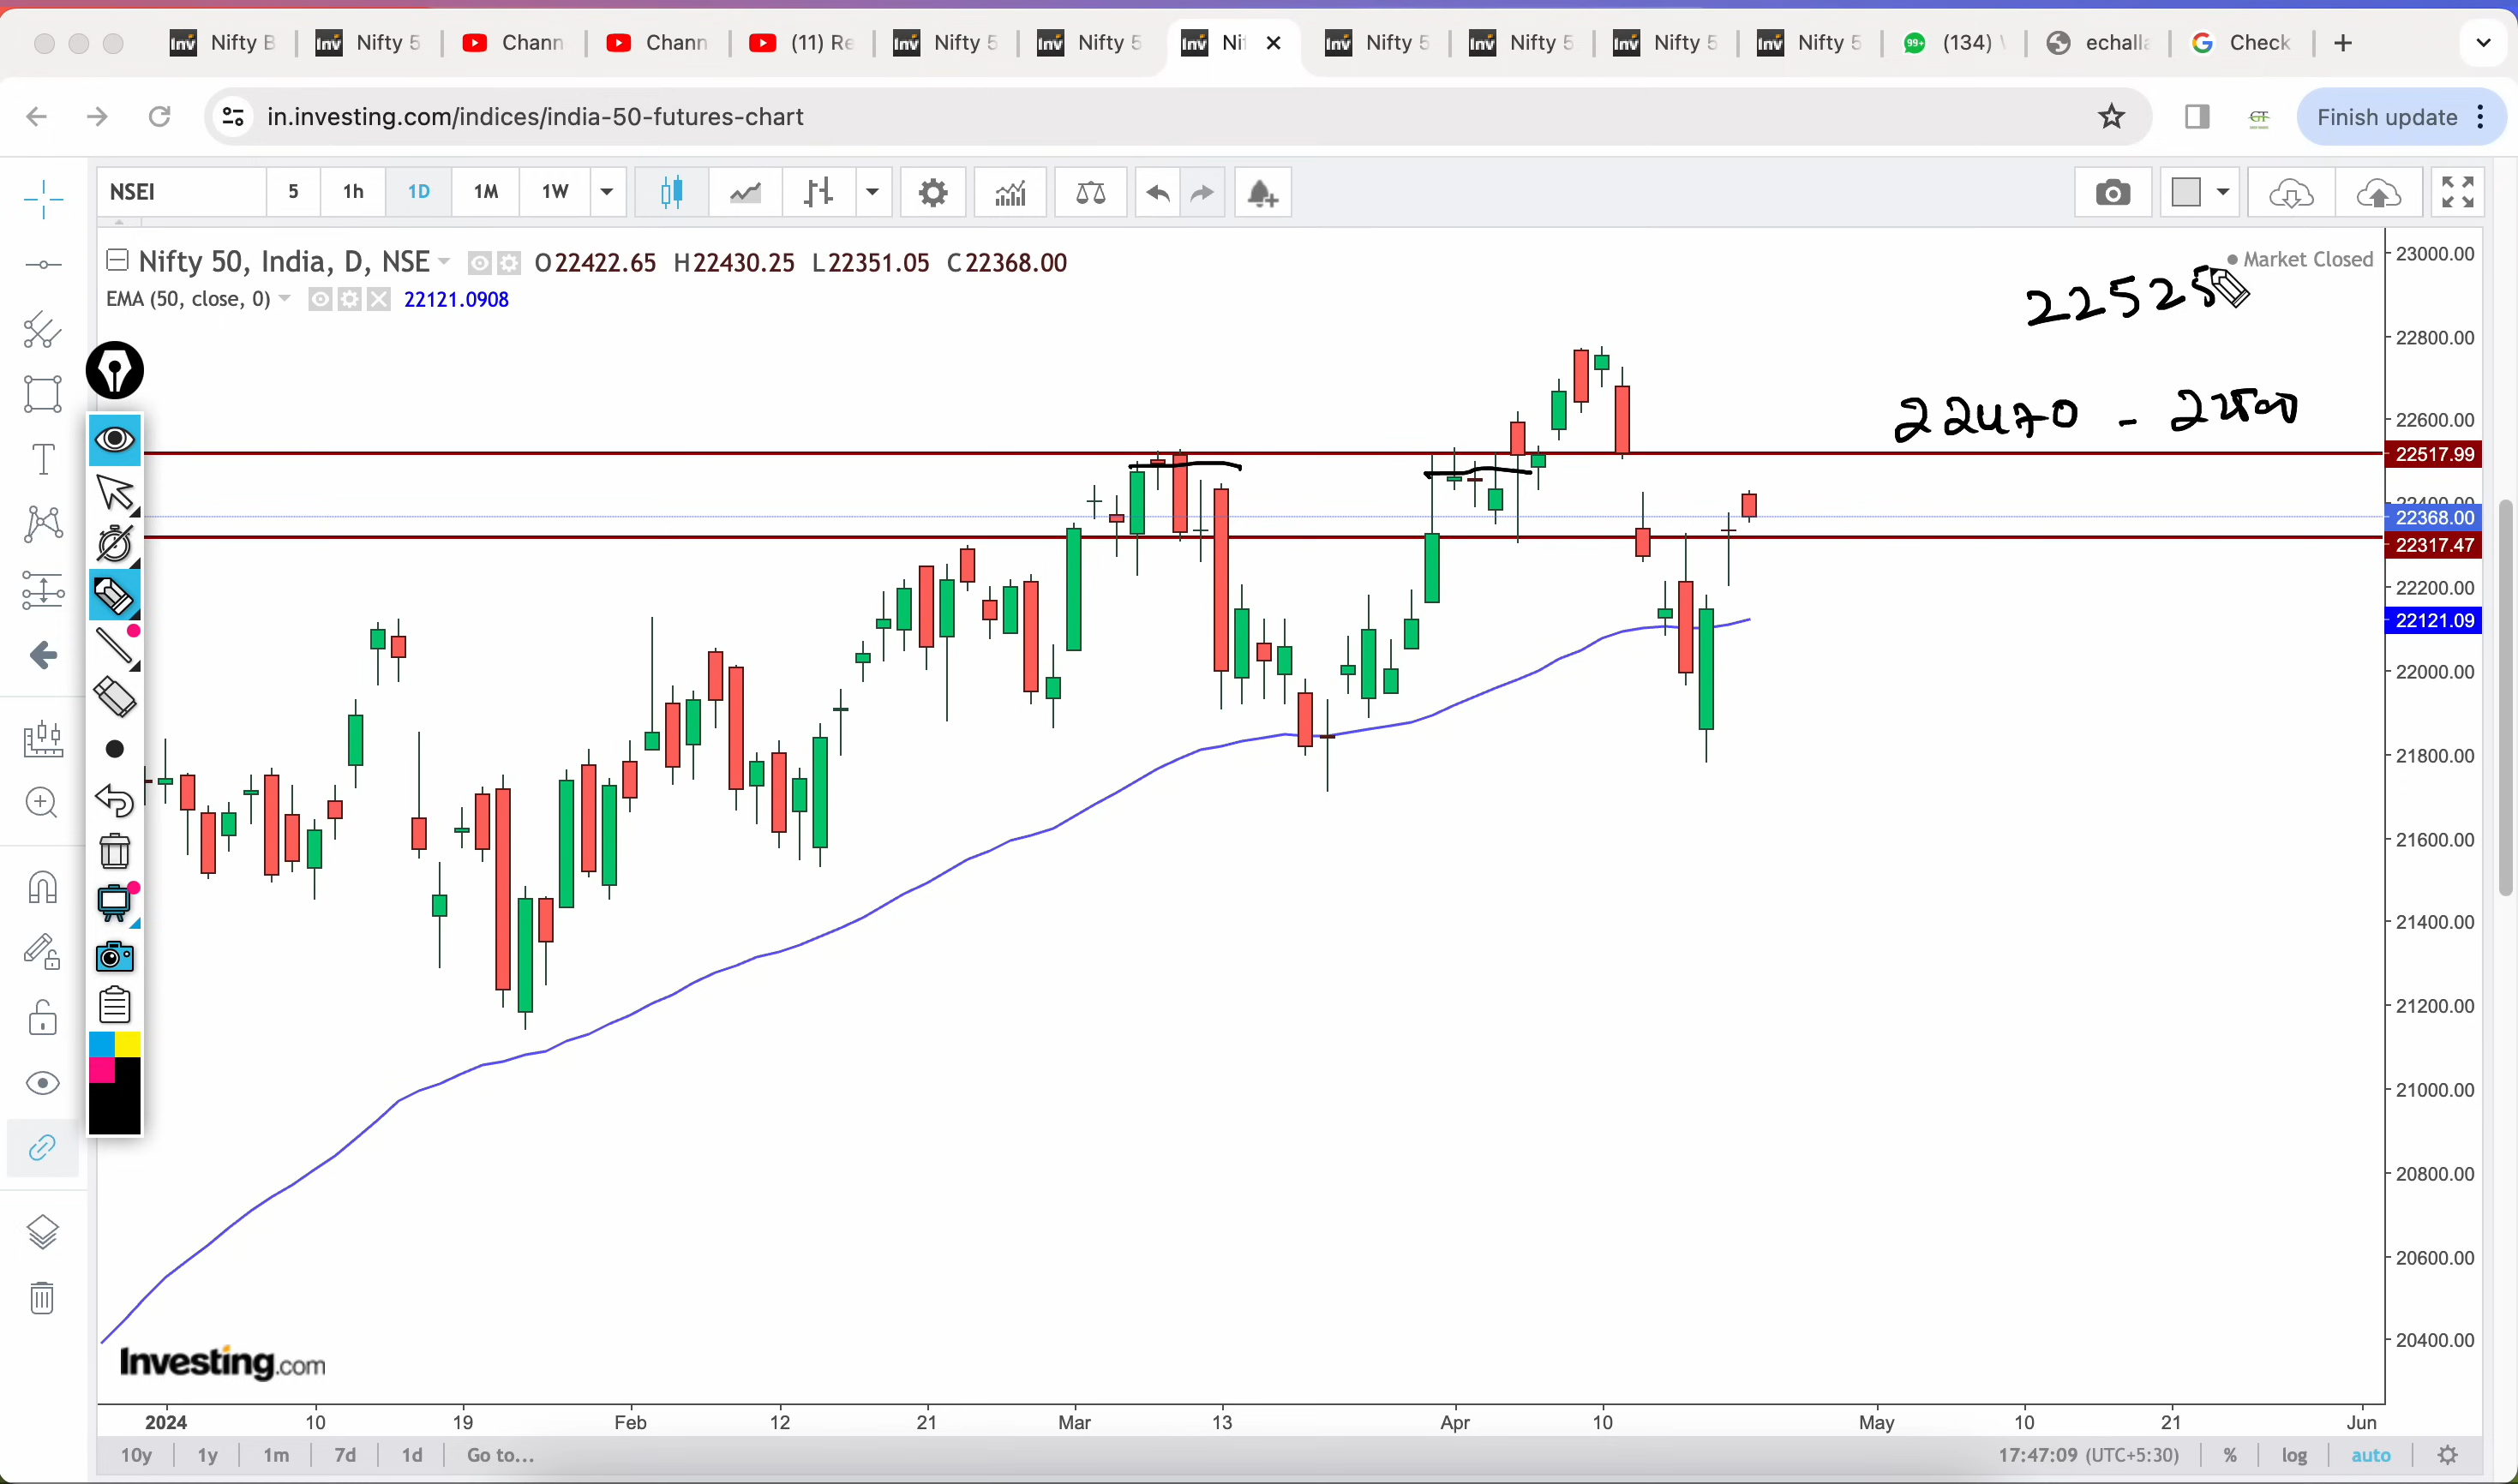 Nifty B
Nifty 5
Chann
Chann
(11) Re
Nifty 5
Nifty 5
Ni
Nifty 5
Nifty 5
Nifty 5
Nifty 5
(134)
echalla
Check
in.investing.com/indices/india-50-futures-chart
Finish update
NSEI 5 1h 1D 1M 1W
Nifty 50, India, D, NSE O22422.65 H22430.25 L22351.05 C22368.00
EMA (50, close, 0) 22121.0908
Market Closed
2252
22470 - 22500
23000.00
22800.00
22600.00
22517.99
22400.00
22368.00
22317.47
22200.00
22121.09
22000.00
21800.00
21600.00
21400.00
21200.00
21000.00
20800.00
20600.00
20400.00
Investing.com
2024 10 19 Feb 12 21 Mar 13 Apr 10 May 10 21 Jun
10y 1y 1m 7d 1d Go to... 17:47:09 (UTC+5:30) % log auto